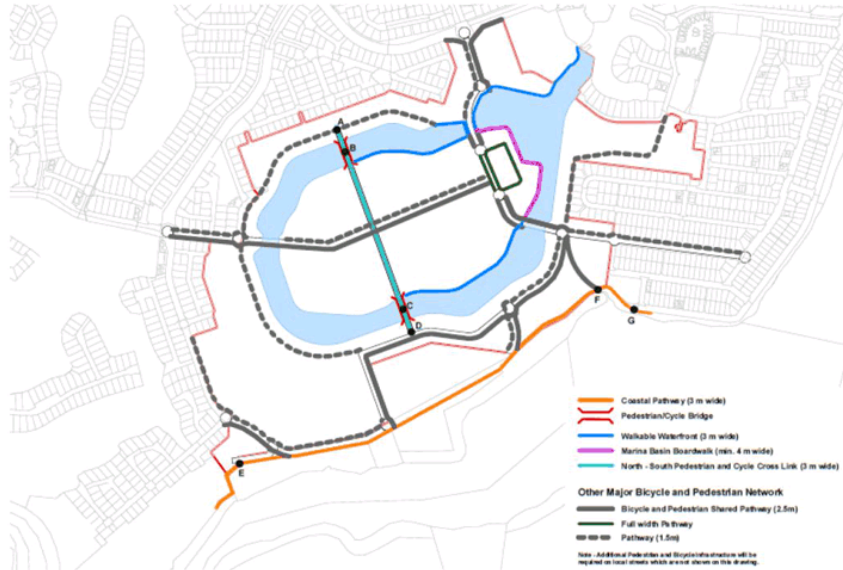 A
B
C
D
E
F
G
Coastal Pathway (3 m wide)
Pedestrian/Cycle Bridge
Walkable Waterfront (3 m wide)
Marina Basin Boardwalk (min. 4 m wide)
North - South Pedestrian and Cycle Cross Link (3 m wide)
Other Major Bicycle and Pedestrian Network
Bicycle and Pedestrian Shared Pathway (2.5m)
Full width Pathway
Pathway (1.5m)
Note - Additional Pedestrian and Bicycle Infrastructure will be
required on local streets which are not shown on this drawing.